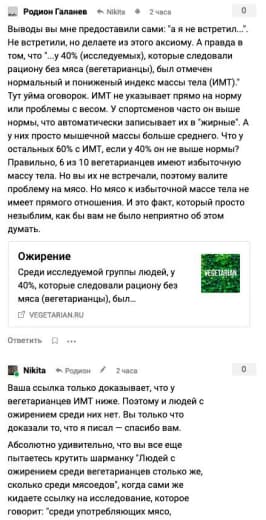 Родион Галанев Nikita 2 часа 0
Выводы вы мне предоставили сами: "а я не встретил...".
Не встретили, но делаете из этого аксиому. А правда в
том, что "...у 40% (исследуемых), которые следовали
рациону без мяса (вегетарианцы), был отмечен
нормальный и пониженый индекс массы тела (ИМТ)."
Тут уйма оговорок. ИМТ не указывает прямо на норму
или проблемы с весом. У спортсменов часто он выше
нормы, что автоматически записывает их в "жирные". А
у них просто мышечной массы больше среднего. Что у
остальных 60% с ИМТ, если у 40% он не выше нормы?
Правильно, 6 из 10 вегетарианцев имеют избыточную
массу тела. Но вы их не встречали, поэтому валите
проблему на мясо. Но мясо к избыточной массе тела не
имеет прямого отношения. И это факт, который просто
незыблим, как бы вам не было неприятно об этом
думать.
Ожирение
Среди исследуемой группы людей, у
40%, которые следовали рациону без
мяса (вегетарианцы), был...
VEGETARIAN.RU
VEGETARIAN
Ответить
Nikita Родион 2 часа 0
Ваша ссылка только доказывает, что у
вегетарианцев ИМТ ниже. Поэтому и людей с
ожирением среди них нет. Вы только что
доказали то, что я писал — спасибо вам.
Абсолютно удивительно, что вы все еще
пытаетесь крутить шарманку "Людей с
ожирением среди вегетарианцев столько же,
сколько среди мясоедов", когда сами же
кидаете ссылку на исследование, которое
говорит: "среди употребляющих мясо,